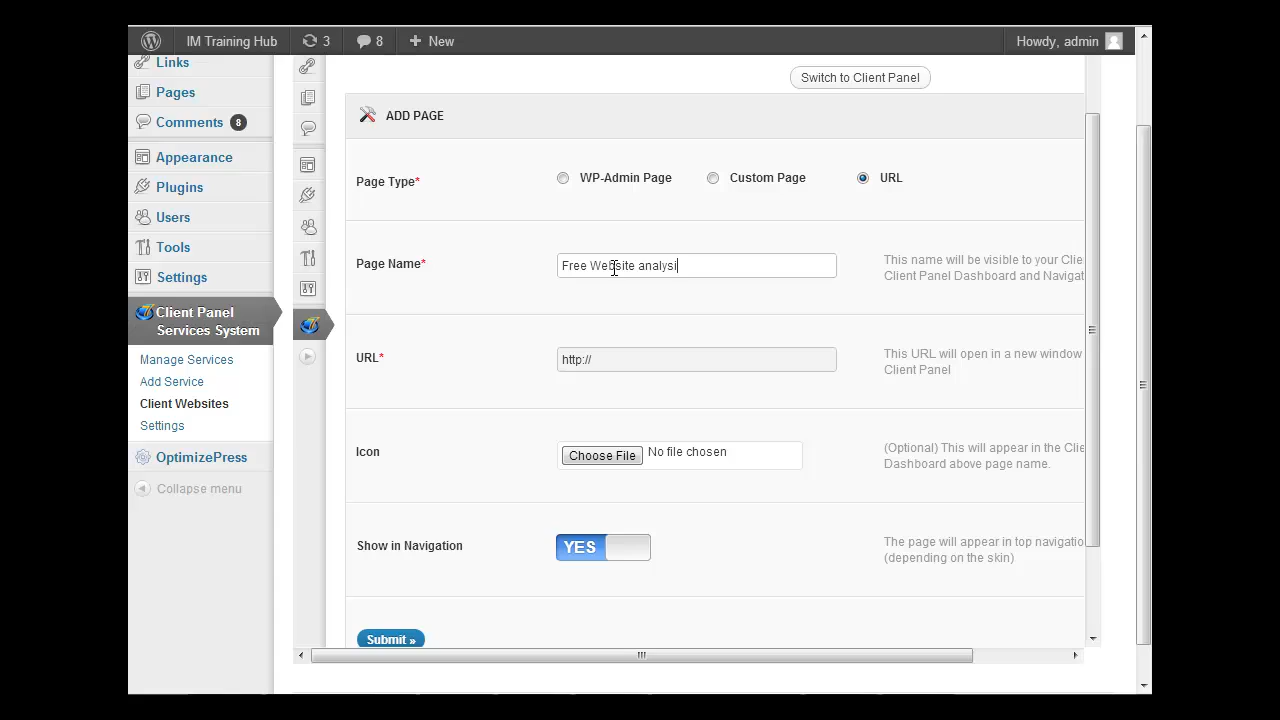 IM Training Hub 3 8 New Howdy, admin
Links
Pages
Comments 8
Appearance
Plugins
Users
Tools
Settings
Client Panel
Services System
Manage Services
Add Service
Client Websites
Settings
OptimizePress
Collapse menu
Switch to Client Panel
ADD PAGE
Page Type* WP-Admin Page Custom Page URL
Page Name* Free Website analysi
This name will be visible to your Clie
Client Panel Dashboard and Navigat
URL* http://
This URL will open in a new window
Client Panel
Icon Choose File No file chosen
(Optional) This will appear in the Clie
Dashboard above page name.
Show in Navigation YES
The page will appear in top navigatio
(depending on the skin)
Submit »